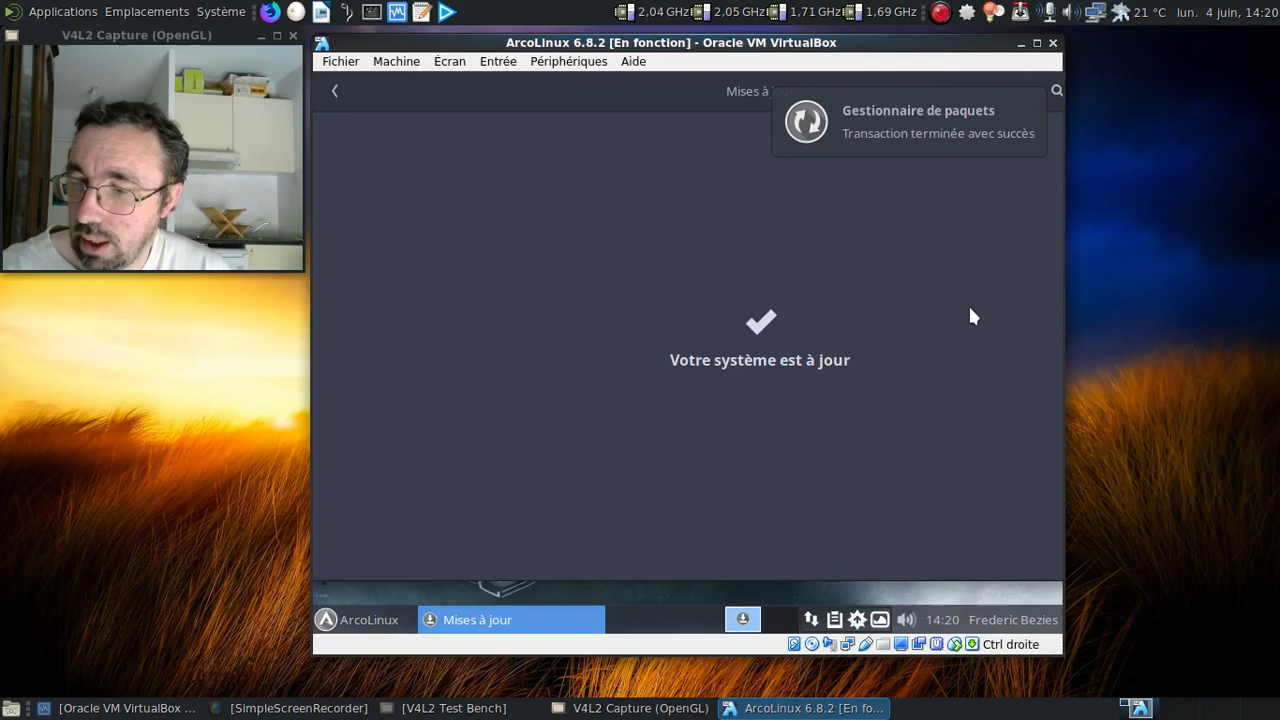 Applications Emplacements Système
2,04 GHz 2,05 GHz 1,71 GHz 1,69 GHz 21 °C lun. 4 juin, 14:20
V4L2 Capture (OpenGL)
ArcoLinux 6.8.2 [En fonction] - Oracle VM VirtualBox
Fichier Machine Écran Entrée Périphériques Aide
Mises à jour
Gestionnaire de paquets
Transaction terminée avec succès
Votre système est à jour
ArcoLinux Mises à jour 14:20 Frederic Bezies
Ctrl droite
[Oracle VM VirtualBox ... [SimpleScreenRecorder] [V4L2 Test Bench] V4L2 Capture (OpenGL) ArcoLinux 6.8.2 [En fo...